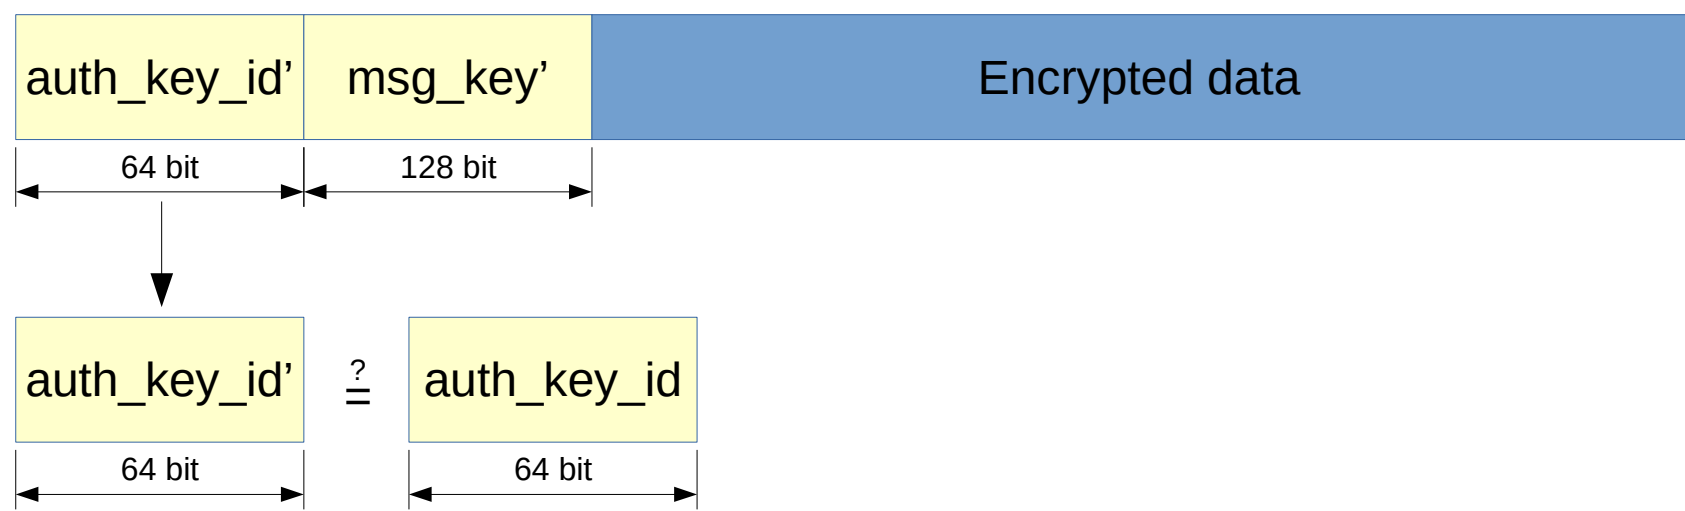 auth_key_id’ msg_key’ Encrypted data
64 bit 128 bit
auth_key_id’ ?= auth_key_id
64 bit 64 bit